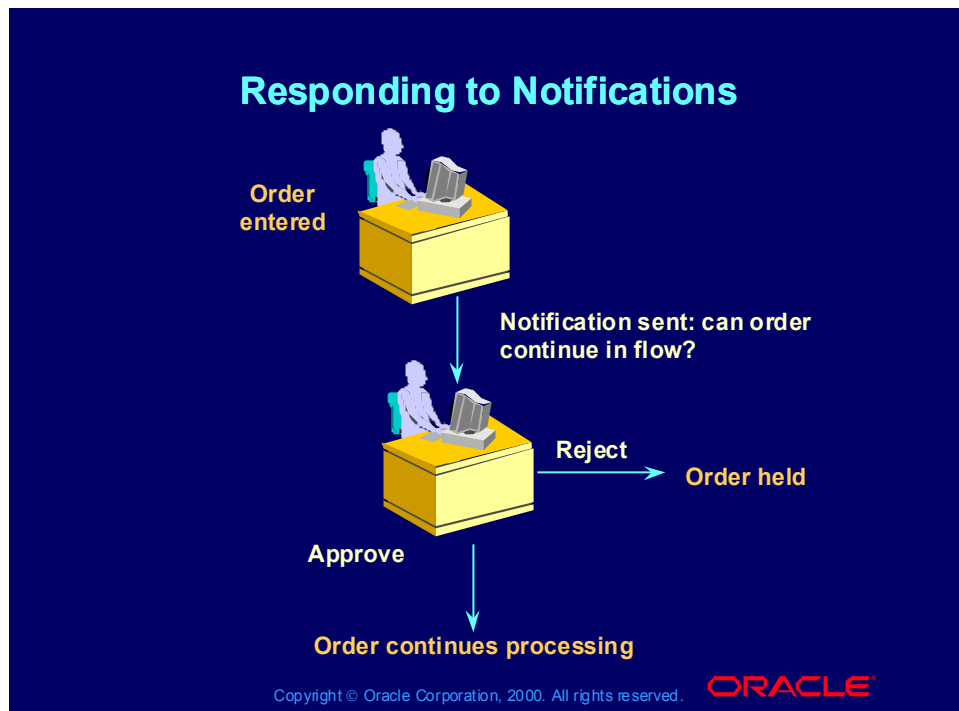 Responding to Notifications
Order
entered
Notification sent: can order
continue in flow?
Reject
Order held
Approve
Order continues processing
Copyright © Oracle Corporation, 2000. All rights reserved.
ORACLE®